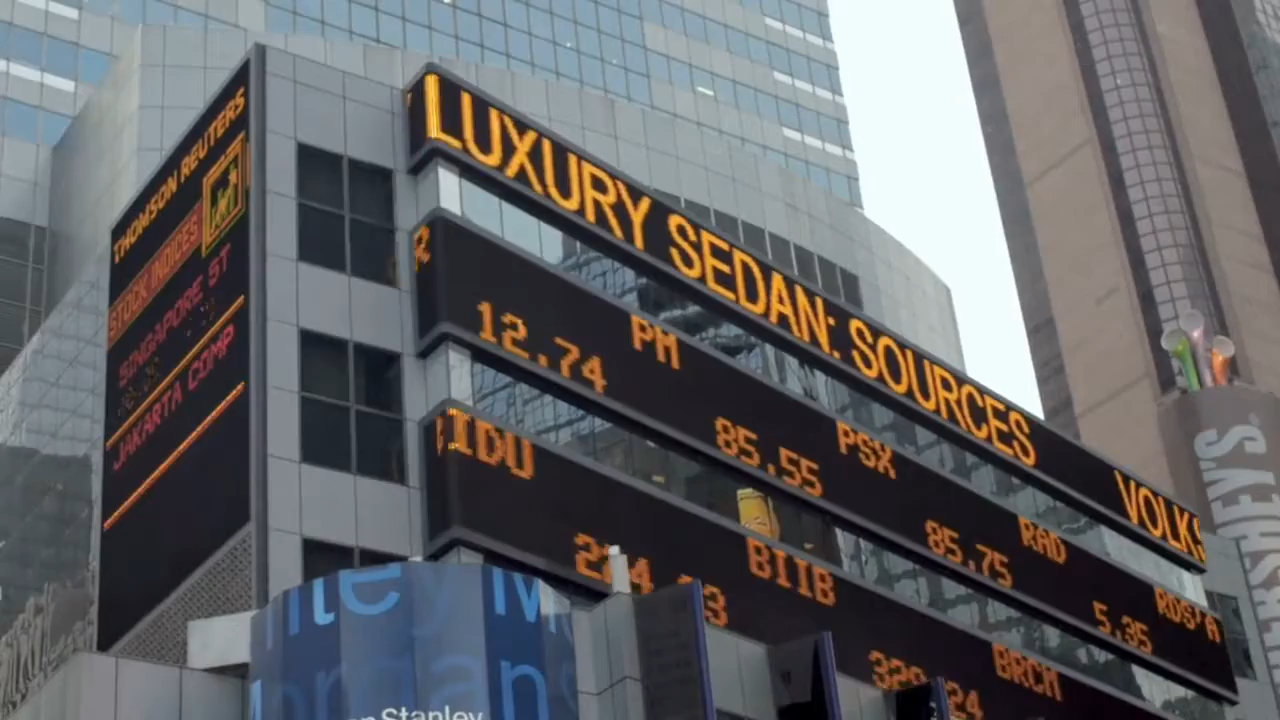 THOMSON REUTERS
STOCK INDICES
SINGAPORE ST
JAKARTA COMP
LUXURY SEDAN: SOURCES VOLKS
R PM PSX RAD RDS'A
12.74 85.55 85.75 5.35
BIIB BRCM
Stanley